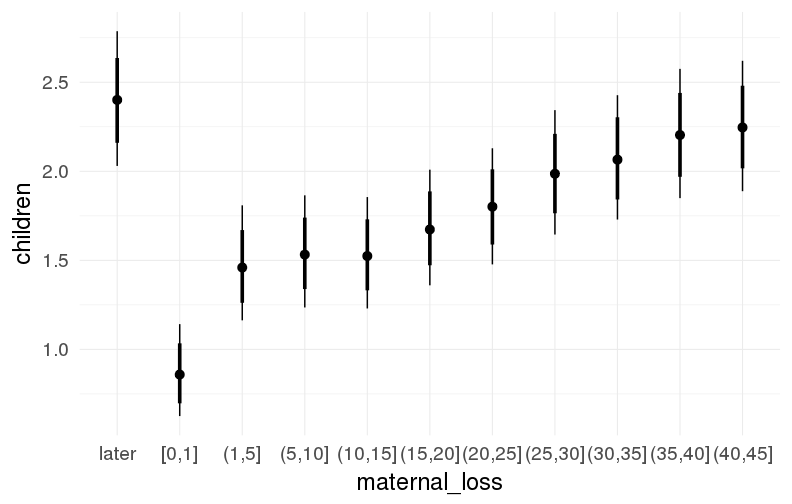 children
2.5
2.0
1.5
1.0
later [0,1] (1,5] (5,10] (10,15] (15,20] (20,25] (25,30] (30,35] (35,40] (40,45]
maternal_loss